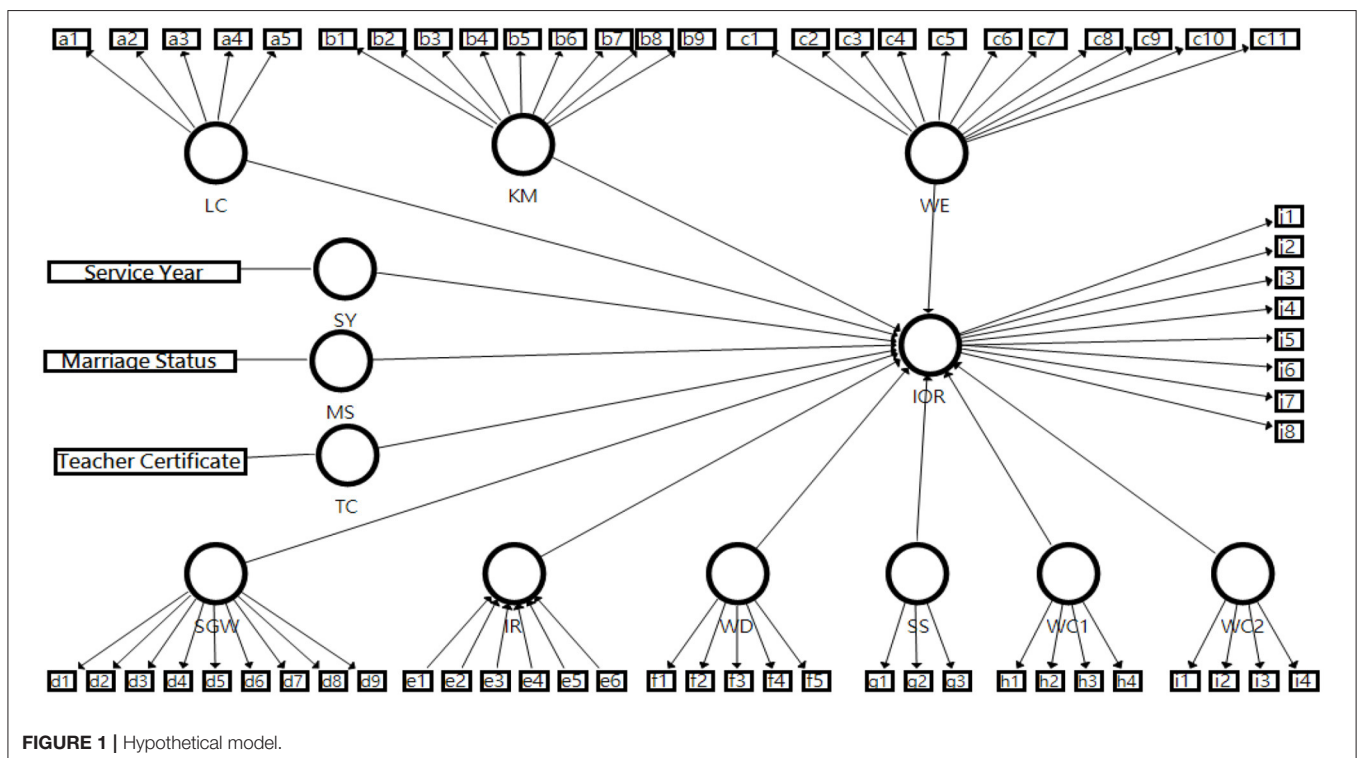 a1 a2 a3 a4 a5 b1 b2 b3 b4 b5 b6 b7 b8 b9 c1 c2 c3 c4 c5 c6 c7 c8 c9 c10 c11
LC KM WE
j1
j2
j3
j4
j5
j6
j7
j8
Service Year
SY
Marriage Status
MS
IOR
Teacher Certificate
TC
SGW IR WD SS WC1 WC2
d1 d2 d3 d4 d5 d6 d7 d8 d9 e1 e2 e3 e4 e5 e6 f1 f2 f3 f4 f5 g1 g2 g3 h1 h2 h3 h4 i1 i2 i3 i4
FIGURE 1 | Hypothetical model.